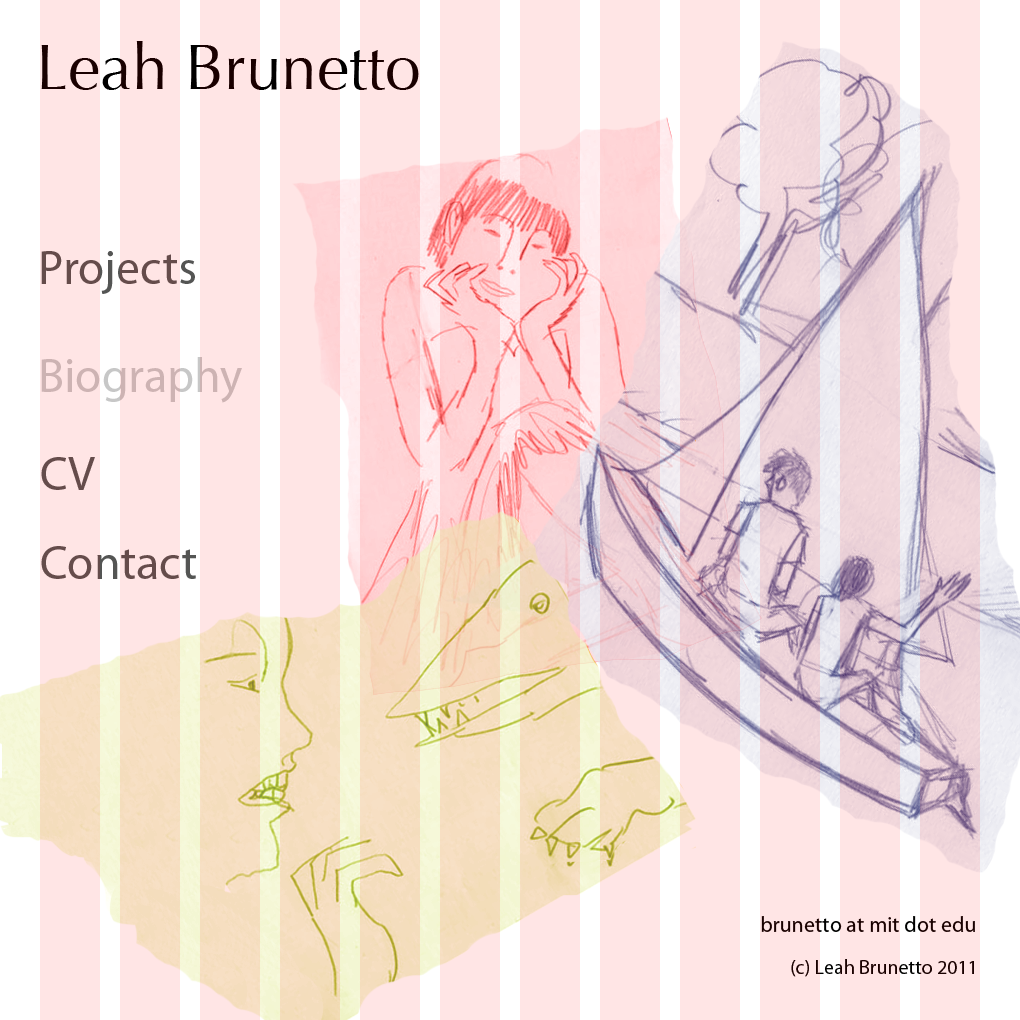 Leah Brunetto
Projects
Biography
CV
Contact
brunetto at mit dot edu
(c) Leah Brunetto 2011